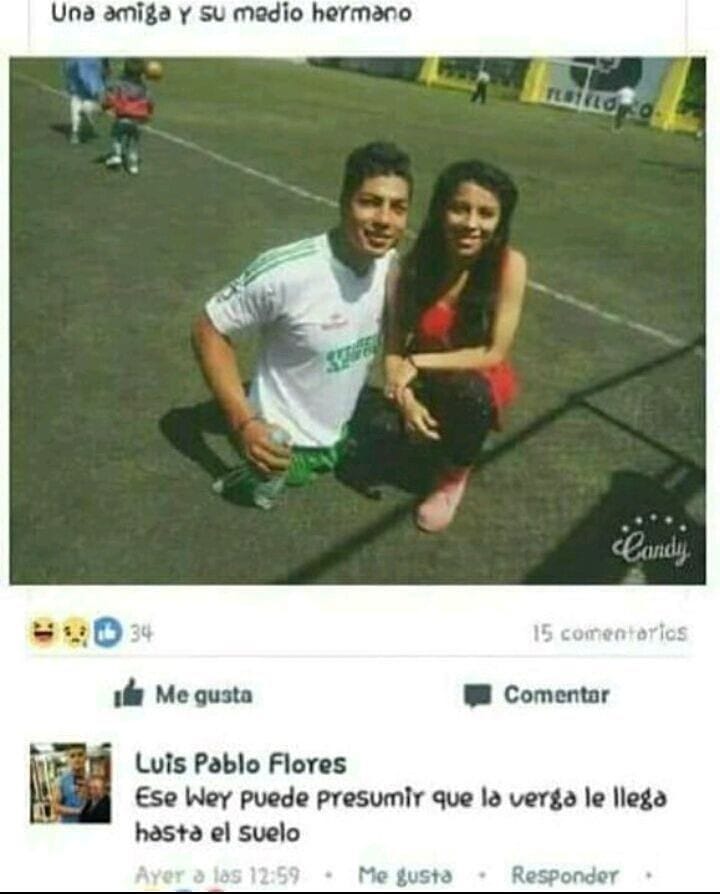 Una amiga y su medio hermano
Candy
34
15 comentarios
Me gusta
Comentar
Luis Pablo Flores
Ese Wey puede presumir que la verga le llega
hasta el suelo
Ayer a las 12:59 · Me gusta · Responder ·